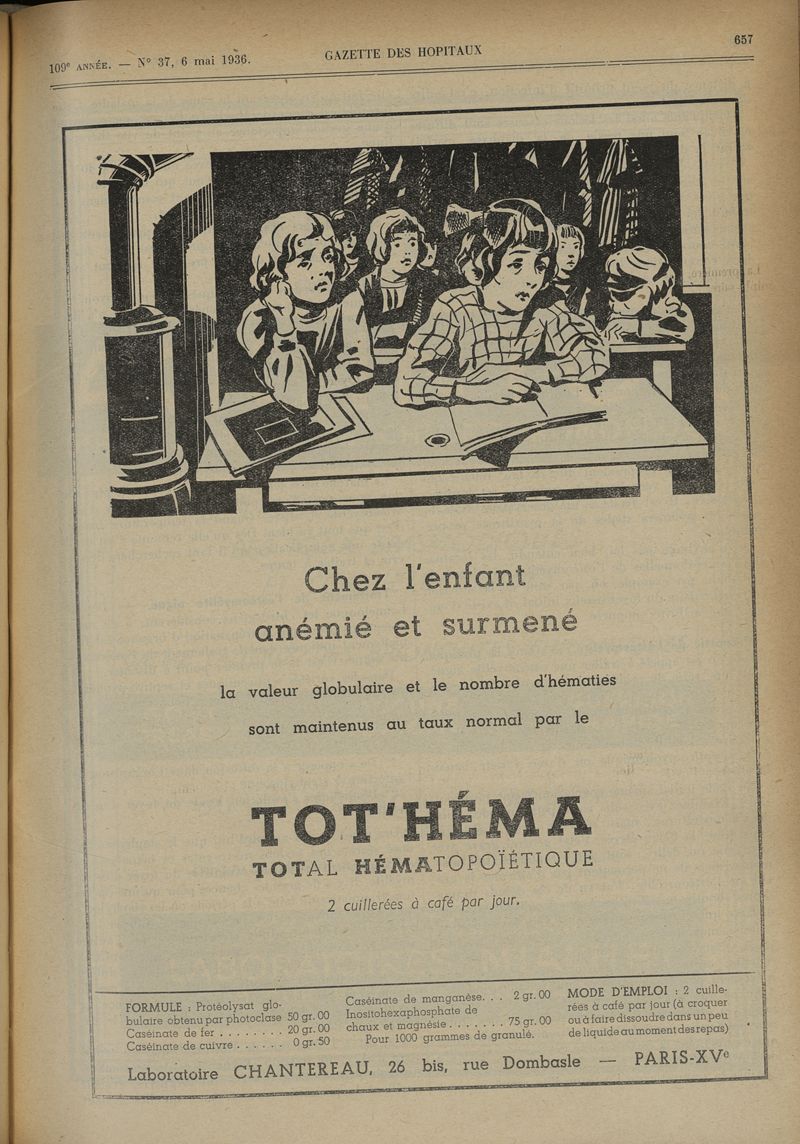 109e ANNÉE. — N° 37, 6 mai 1936.
GAZETTE DES HOPITAUX
657
Chez l'enfant
anémié et surmené
la valeur globulaire et le nombre d'hématies
sont maintenus au taux normal par le
TOT'HÉMA
TOTAL HÉMATOPOÏÉTIQUE
2 cuillerées à café par jour.
FORMULE : Protéolysat glo-
bulaire obtenu par photoclase 50 gr. 00
Caséinate de fer . . . . . . . . 20 gr. 00
Caséinate de cuivre . . . . . . 0 gr. 50
Caséinate de manganèse. . . 2 gr. 00
Inositohexaphosphate de
chaux et magnésie . . . . . . . 75 gr. 00
Pour 1000 grammes de granulé.
MODE D'EMPLOI : 2 cuille-
rées à café par jour (à croquer
ou à faire dissoudre dans un peu
de liquide au moment des repas)
Laboratoire CHANTEREAU, 26 bis, rue Dombasle — PARIS-XVe